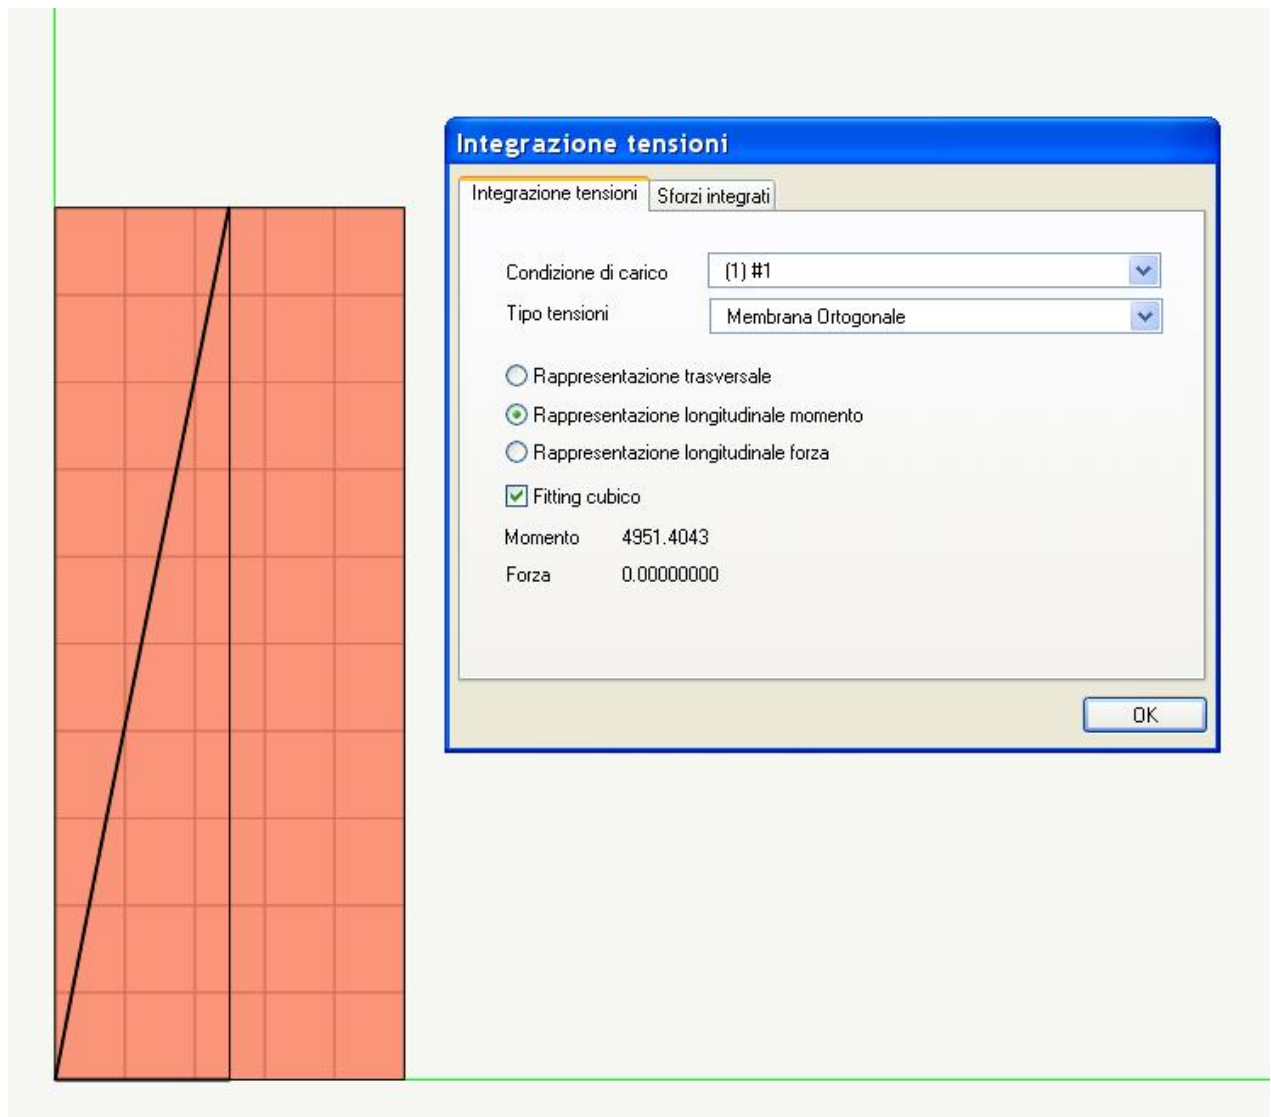 Integrazione tensioni
Integrazione tensioni Sforzi integrati
Condizione di carico (1) #1
Tipo tensioni Membrana Ortogonale
Rappresentazione trasversale
Rappresentazione longitudinale momento
Rappresentazione longitudinale forza
Fitting cubico
Momento 4951.4043
Forza 0.00000000
OK